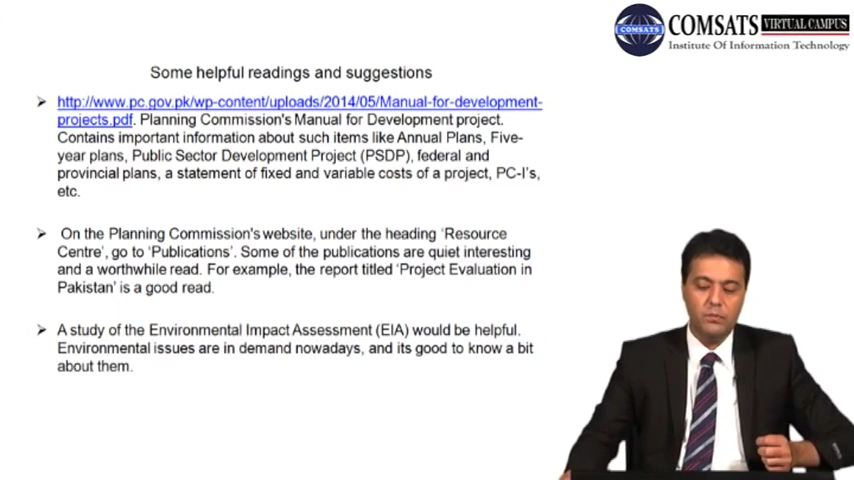 COMSATS VIRTUAL CAMPUS
COMSATS
Institute Of Information Technology
Some helpful readings and suggestions
➢ http://www.pc.gov.pk/wp-content/uploads/2014/05/Manual-for-development-
projects.pdf. Planning Commission's Manual for Development project.
Contains important information about such items like Annual Plans, Five-
year plans, Public Sector Development Project (PSDP), federal and
provincial plans, a statement of fixed and variable costs of a project, PC-I's,
etc.
➢ On the Planning Commission's website, under the heading ‘Resource
Centre’, go to ‘Publications’. Some of the publications are quiet interesting
and a worthwhile read. For example, the report titled ‘Project Evaluation in
Pakistan’ is a good read.
➢ A study of the Environmental Impact Assessment (EIA) would be helpful.
Environmental issues are in demand nowadays, and its good to know a bit
about them.